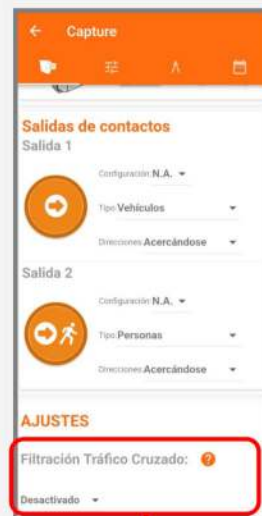 Capture
Salidas de contactos
Salida 1
Configuración: N.A.
Tipo: Vehículos
Direcciones: Acercándose
Salida 2
Configuración: N.A.
Tipo: Personas
Direcciones: Acercándose
AJUSTES
Filtración Tráfico Cruzado: ?
Desactivado